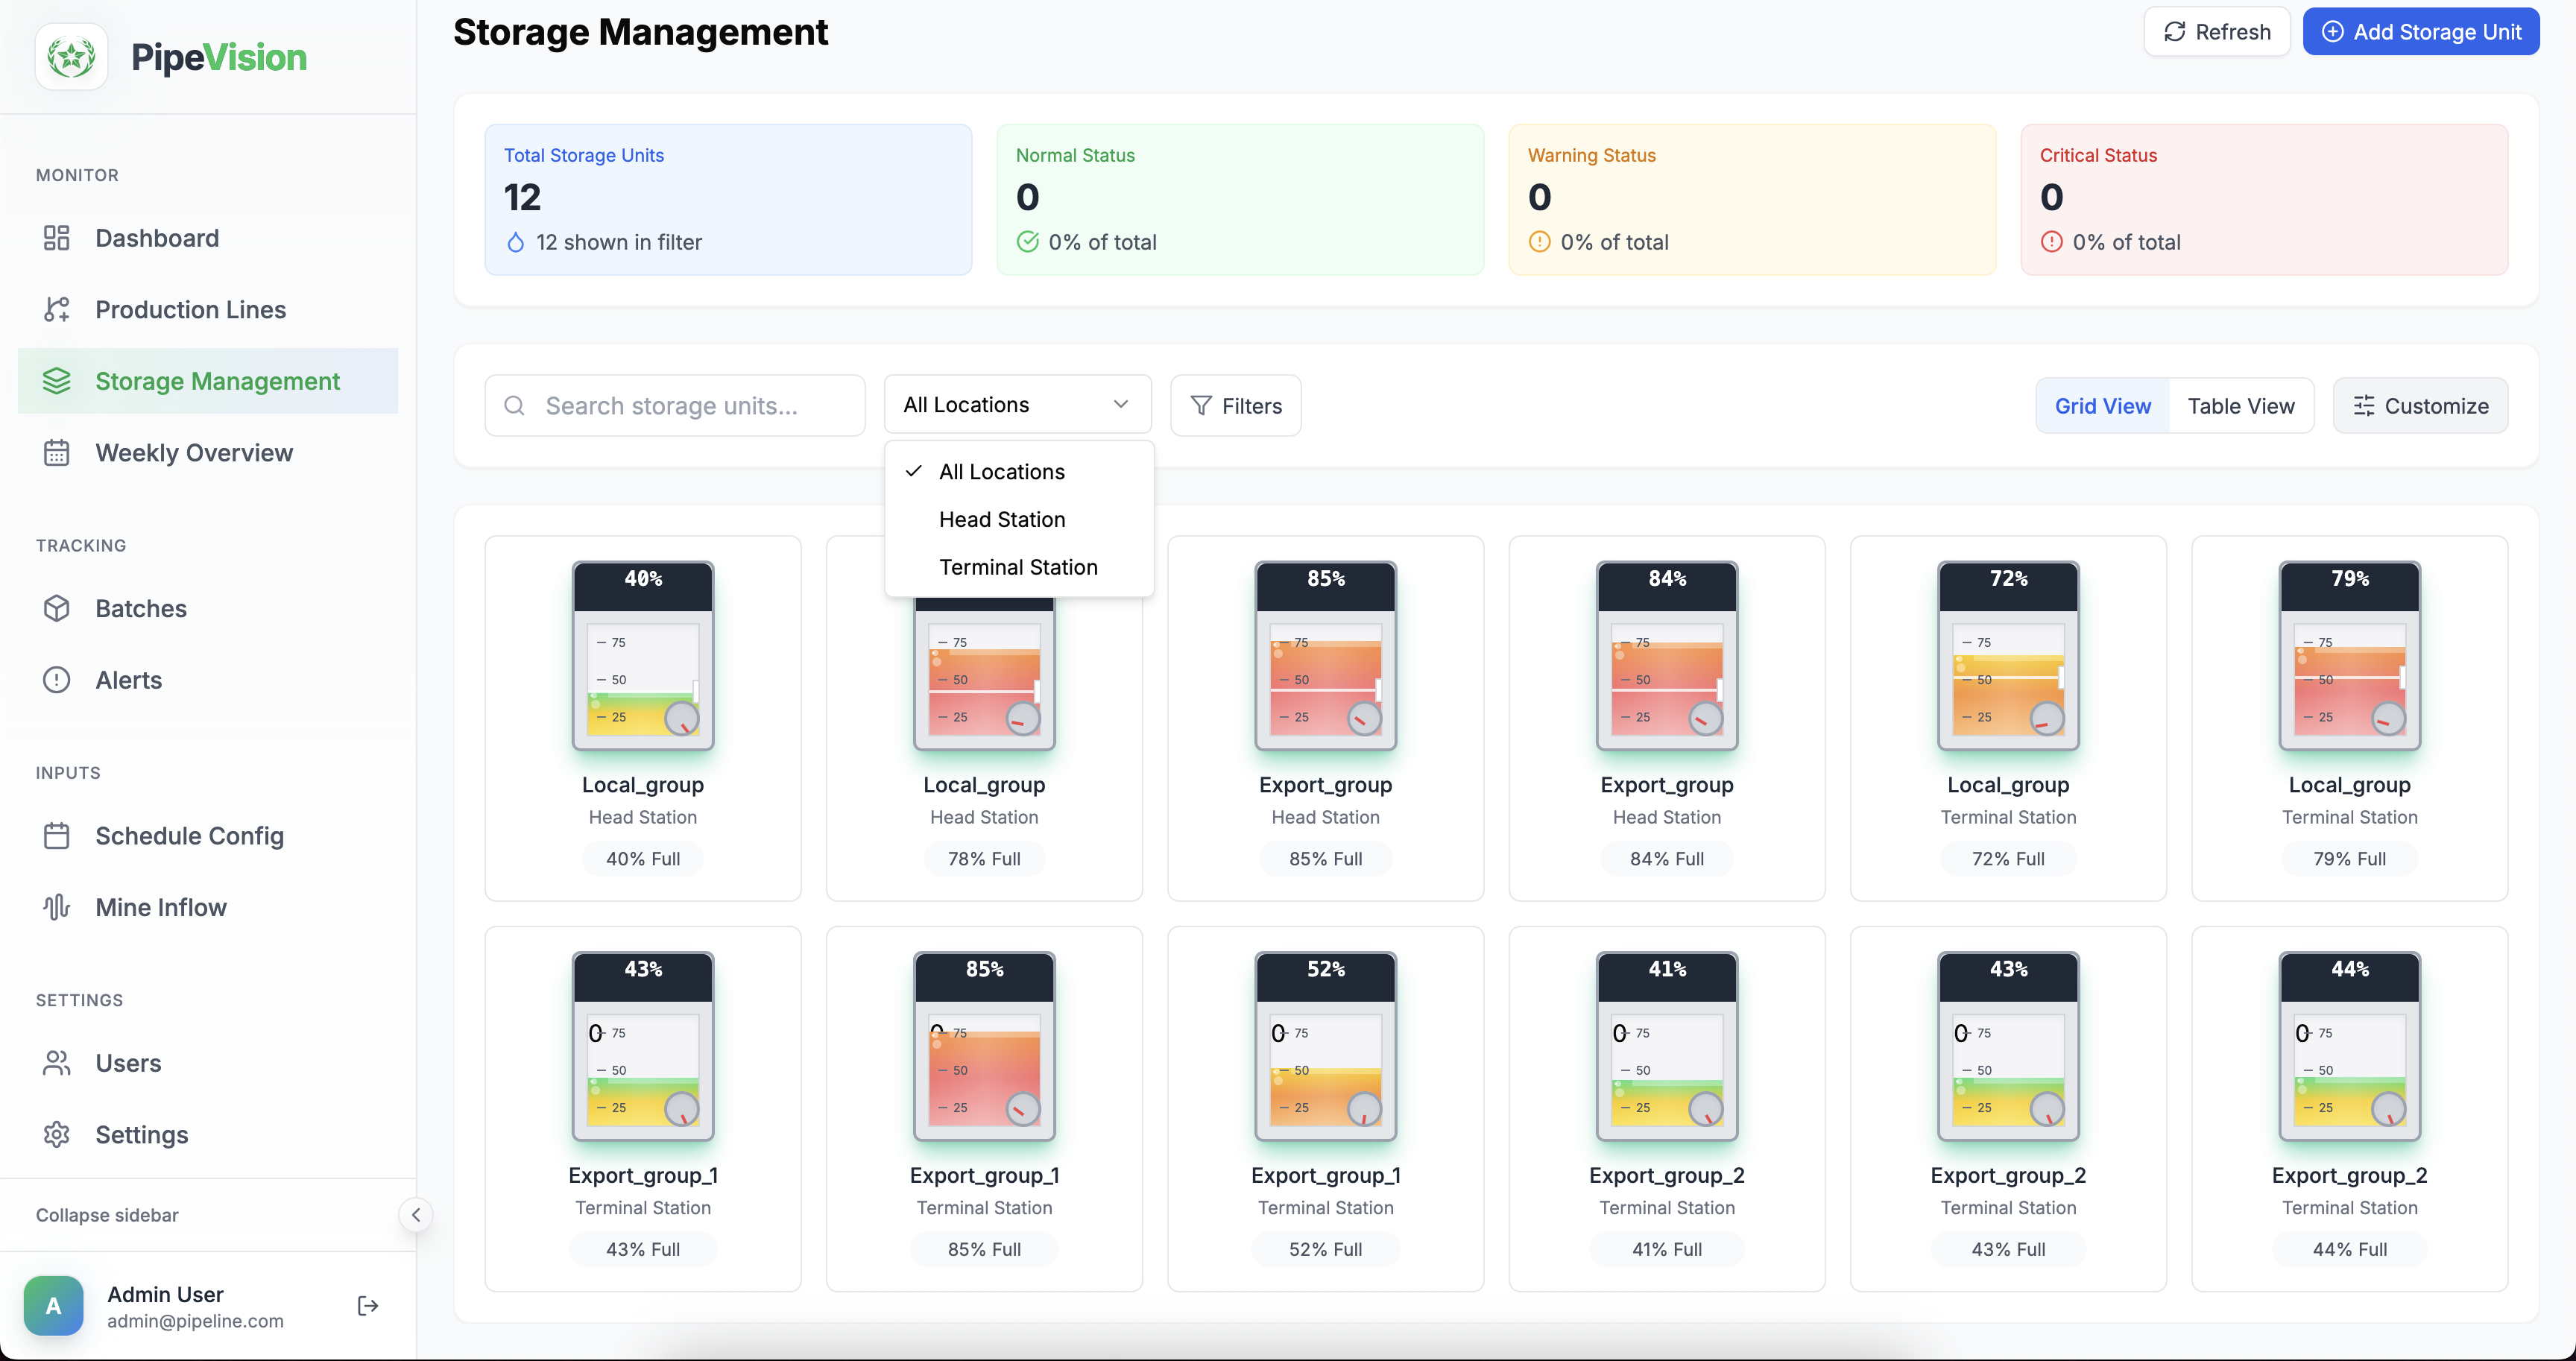 PipeVision
MONITOR
Dashboard
Production Lines
Storage Management
Weekly Overview
TRACKING
Batches
Alerts
INPUTS
Schedule Config
Mine Inflow
SETTINGS
Users
Settings
Collapse sidebar
A
Admin User
admin@pipeline.com
Storage Management
Refresh
Add Storage Unit
Total Storage Units
12
12 shown in filter
Normal Status
0
0% of total
Warning Status
0
0% of total
Critical Status
0
0% of total
Search storage units...
All Locations
Filters
Grid View
Table View
Customize
All Locations
Head Station
Terminal Station
40%
75
50
25
Local_group
Head Station
40% Full
75
50
25
Local_group
Head Station
78% Full
85%
75
50
25
Export_group
Head Station
85% Full
84%
75
50
25
Export_group
Head Station
84% Full
72%
75
50
25
Local_group
Terminal Station
72% Full
79%
75
50
25
Local_group
Terminal Station
79% Full
43%
0 75
50
25
Export_group_1
Terminal Station
43% Full
85%
0 75
50
25
Export_group_1
Terminal Station
85% Full
52%
0 75
50
25
Export_group_1
Terminal Station
52% Full
41%
0 75
50
25
Export_group_2
Terminal Station
41% Full
43%
0 75
50
25
Export_group_2
Terminal Station
43% Full
44%
0 75
50
25
Export_group_2
Terminal Station
44% Full